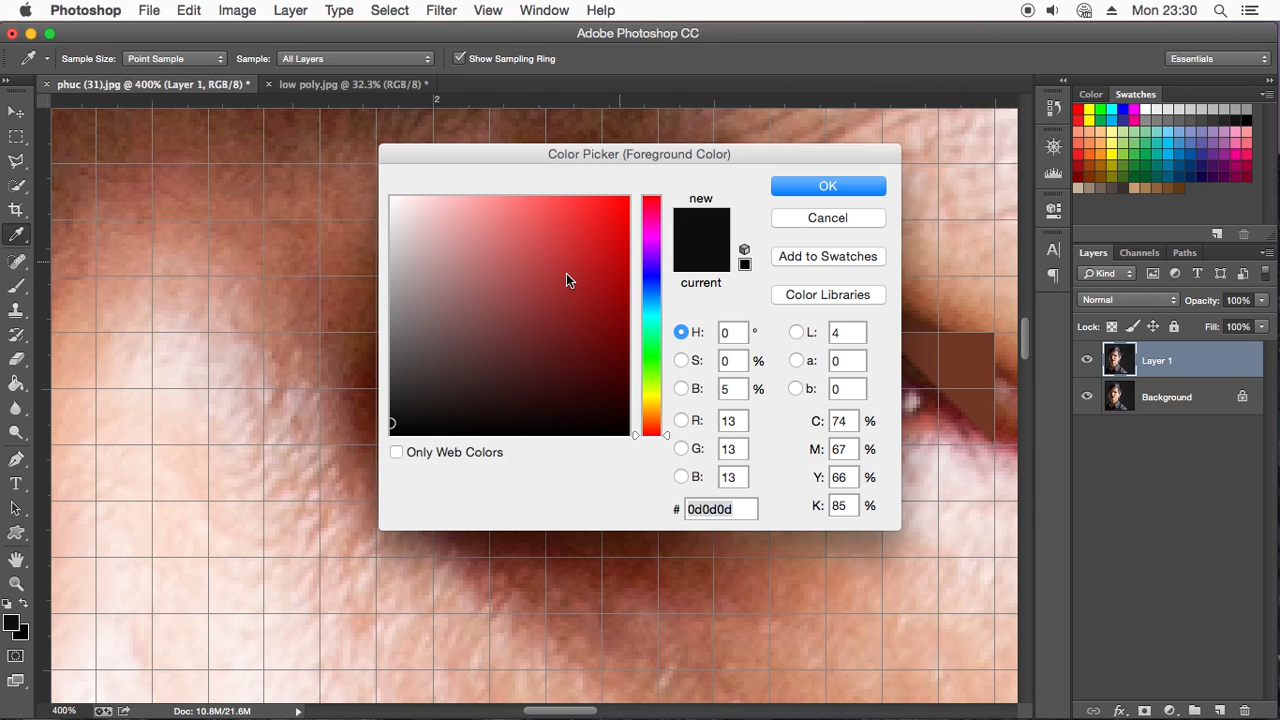 Photoshop File Edit Image Layer Type Select Filter View Window Help Mon 23:30
Adobe Photoshop CC
Sample Size: Point Sample Sample: All Layers Show Sampling Ring Essentials
phuc (31).jpg @ 400% (Layer 1, RGB/8) * low poly.jpg @ 32.3% (RGB/8) *
Color Swatches
2
Color Picker (Foreground Color)
new
current
OK
Cancel
Add to Swatches
Color Libraries
H: 0 ° L: 4
S: 0 % a: 0
B: 5 % b: 0
R: 13 C: 74 %
G: 13 M: 67 %
B: 13 Y: 66 %
# 0d0d0d K: 85 %
Only Web Colors
Layers Channels Paths
Kind
Normal Opacity: 100%
Lock: Fill: 100%
Layer 1
Background
400% Doc: 10.8M/21.6M